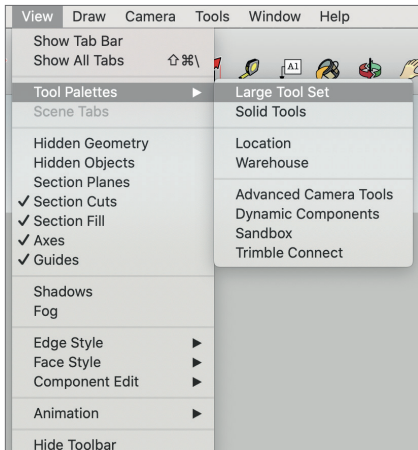 View Draw Camera Tools Window Help
Show Tab Bar
Show All Tabs ⇧⌘\
A1
Tool Palettes ▶
Scene Tabs
Hidden Geometry
Hidden Objects
Section Planes
✓ Section Cuts
✓ Section Fill
✓ Axes
✓ Guides
Shadows
Fog
Edge Style ▶
Face Style ▶
Component Edit ▶
Animation ▶
Hide Toolbar
Large Tool Set
Solid Tools
Location
Warehouse
Advanced Camera Tools
Dynamic Components
Sandbox
Trimble Connect